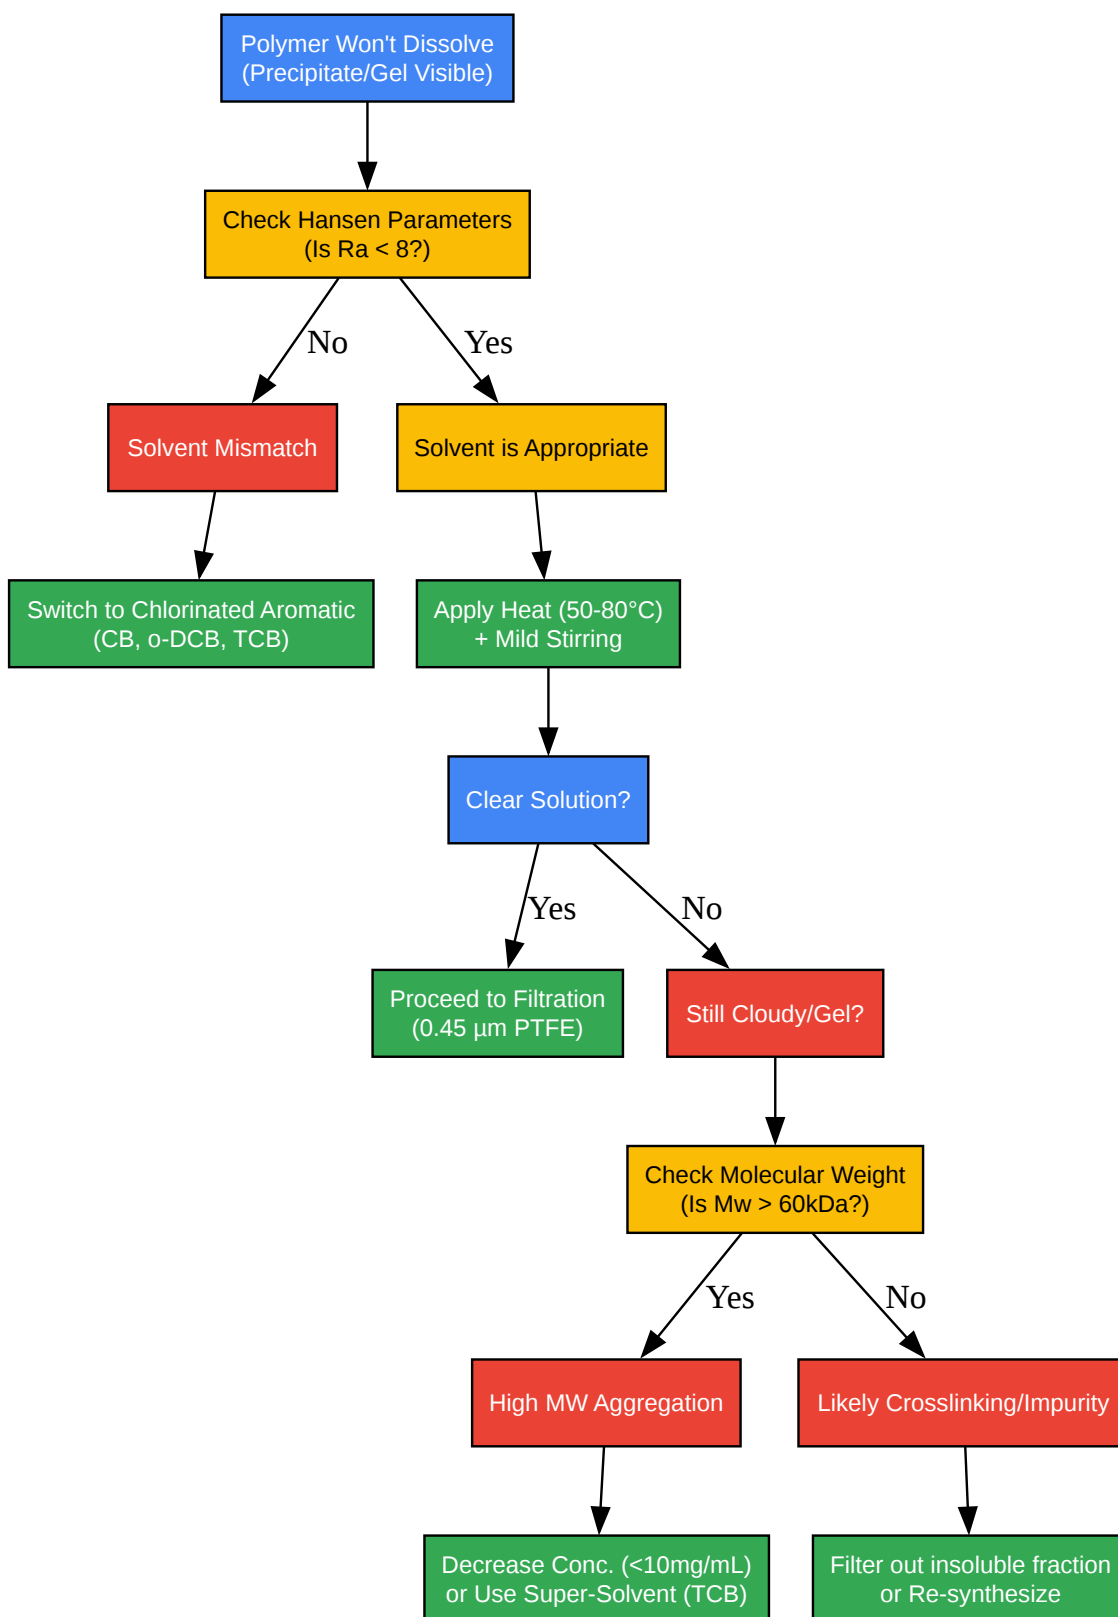 Polymer Won't Dissolve
(Precipitate/Gel Visible)
Check Hansen Parameters
(Is Ra < 8?)
No
Yes
Solvent Mismatch
Solvent is Appropriate
Switch to Chlorinated Aromatic
(CB, o-DCB, TCB)
Apply Heat (50-80°C)
+ Mild Stirring
Clear Solution?
Yes
No
Proceed to Filtration
(0.45 µm PTFE)
Still Cloudy/Gel?
Check Molecular Weight
(Is Mw > 60kDa?)
Yes
No
High MW Aggregation
Likely Crosslinking/Impurity
Decrease Conc. (<10mg/mL)
or Use Super-Solvent (TCB)
Filter out insoluble fraction
or Re-synthesize